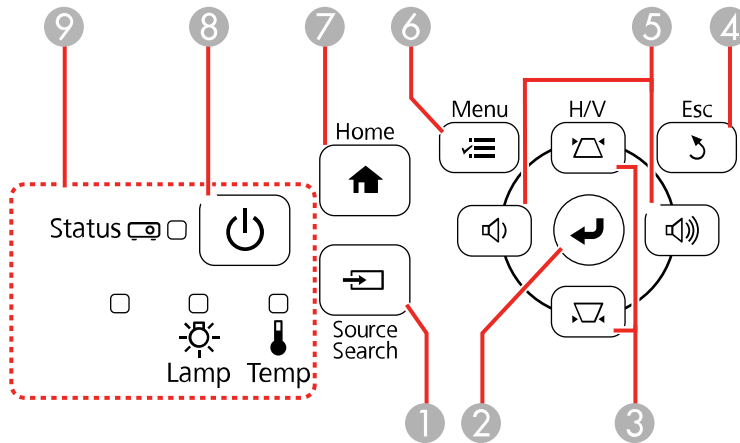 9 8 7 6 5 4
Menu H/V Esc
Home
Status
Source
Search
Lamp Temp
1 2 3